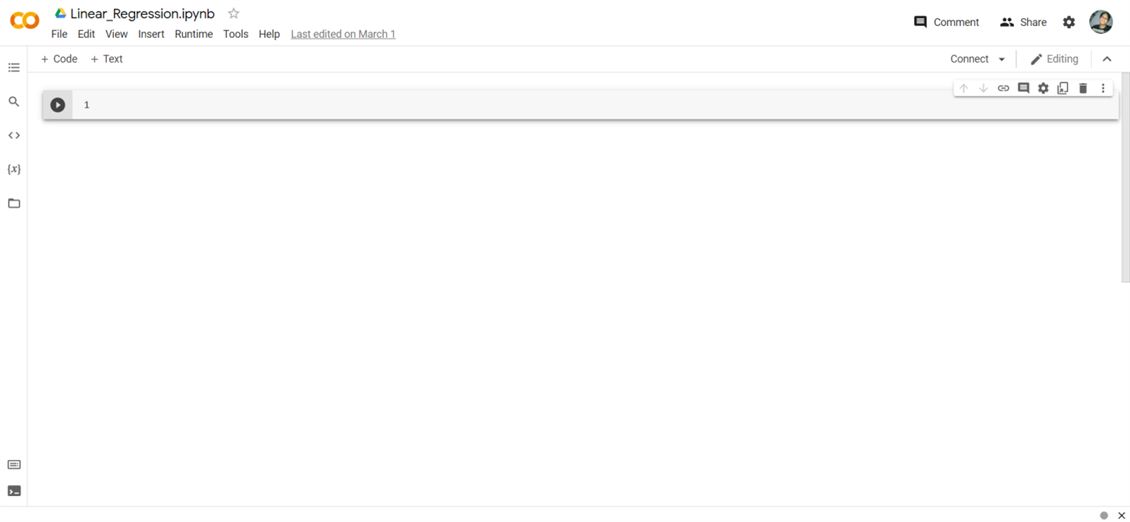 Linear_Regression.ipynb
File Edit View Insert Runtime Tools Help Last edited on March 1
Comment Share
+ Code + Text
Connect Editing
1
{x}